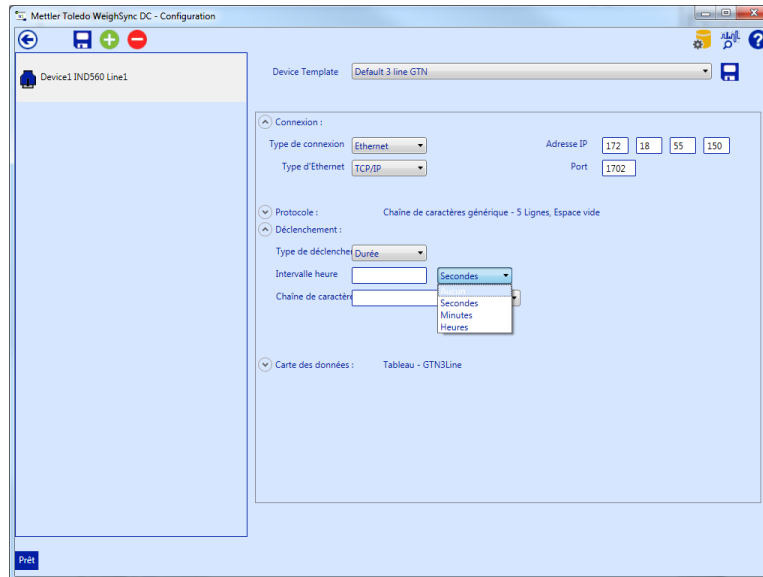 Mettler Toledo WeighSync DC - Configuration
Device1 IND560 Line1
Device Template Default 3 line GTN
Connexion :
Type de connexion Ethernet Adresse IP 172 18 55 150
Type d'Ethernet TCP/IP Port 1702
Protocole : Chaîne de caractères générique - 5 Lignes, Espace vide
Déclenchement :
Type de déclenche Durée
Intervalle heure Secondes
Aucun
Chaîne de caractère
Secondes
Minutes
Heures
Carte des données : Tableau - GTN3Line
Prêt